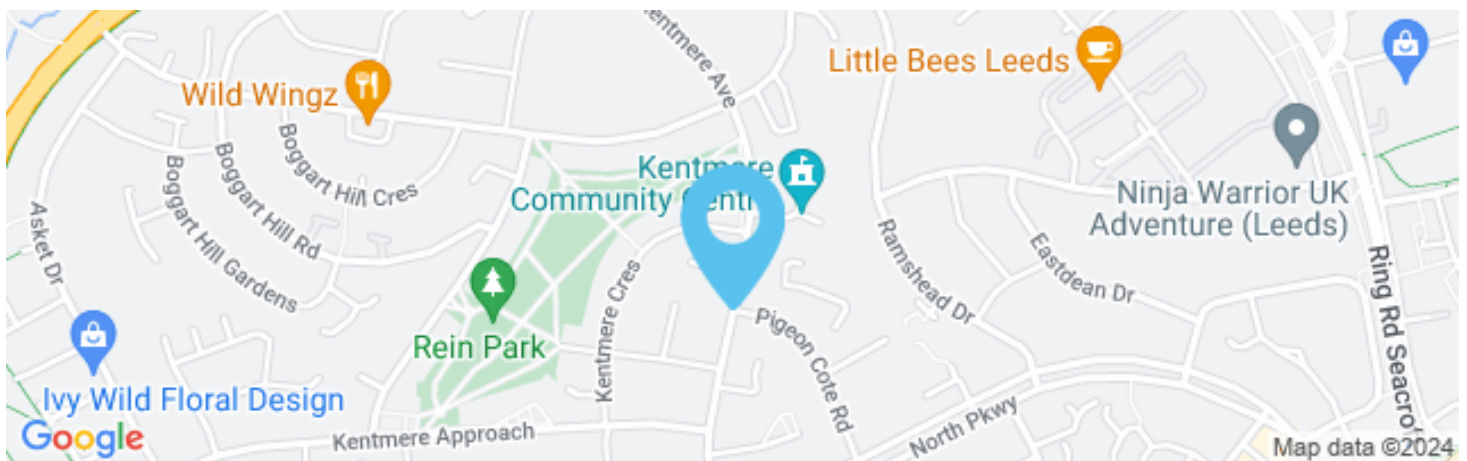 Kentmere Ave
Little Bees Leeds
Wild Wingz
Boggart Hill Cres
Boggart Hill Rd
Boggart Hill Gardens
Asket Dr
Kentmere
Community
Ninja Warrior UK
Adventure (Leeds)
Ramshead Dr
Eastdean Dr
Ring Rd
Rein Park
Kentmere Cres
Pigeon Cote Rd
Ivy Wild Floral Design
Kentmere Approach
North Pkwy
Google
Map data ©2024